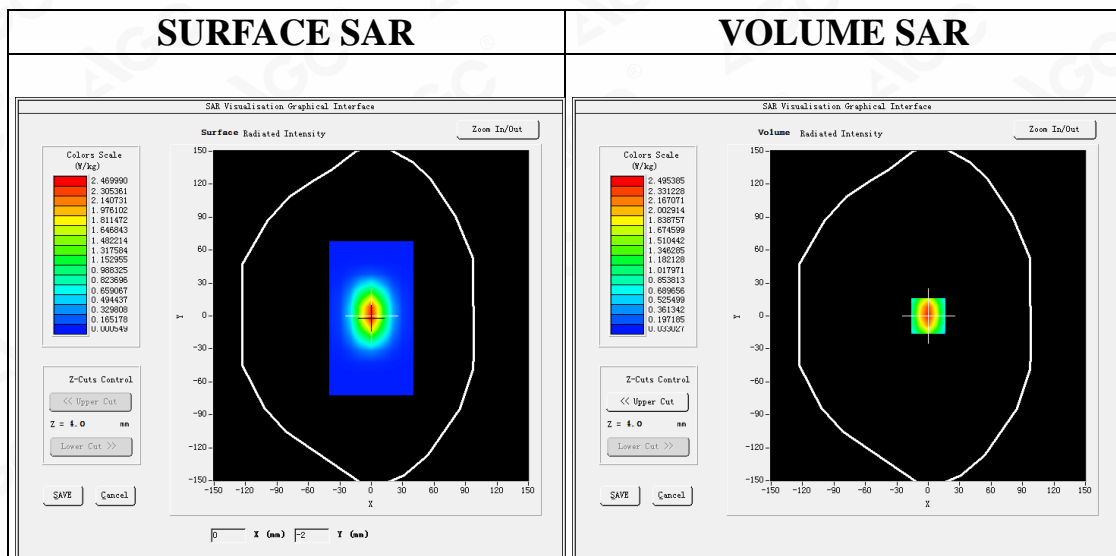 SURFACE SAR
VOLUME SAR
SAR Visualisation Graphical Interface
Surface Radiated Intensity
Zoom In/Out
Colors Scale
(W/kg)
2.469990
2.305361
2.140731
1.976102
1.811472
1.646843
1.482214
1.317584
1.152955
0.988325
0.823696
0.659067
0.494437
0.329808
0.165178
0.000549
150
120
90
60
30
0
-30
-60
-90
-120
-150
Y
-150 -120 -90 -60 -30 0 30 60 90 120 150
X
Z-Cuts Control
<< Upper Cut
Z = 4.0 mm
Lower Cut >>
SAVE Cancel
0 X (mm) -2 Y (mm)
SAR Visualisation Graphical Interface
Volume Radiated Intensity
Zoom In/Out
Colors Scale
(W/kg)
2.495385
2.331228
2.167071
2.002914
1.838757
1.674599
1.510442
1.346285
1.182128
1.017971
0.853813
0.689656
0.525499
0.361342
0.197185
0.033027
150
120
90
60
30
0
-30
-60
-90
-120
-150
Y
-150 -120 -90 -60 -30 0 30 60 90 120 150
X
Z-Cuts Control
<< Upper Cut
Z = 4.0 mm
Lower Cut >>
SAVE Cancel